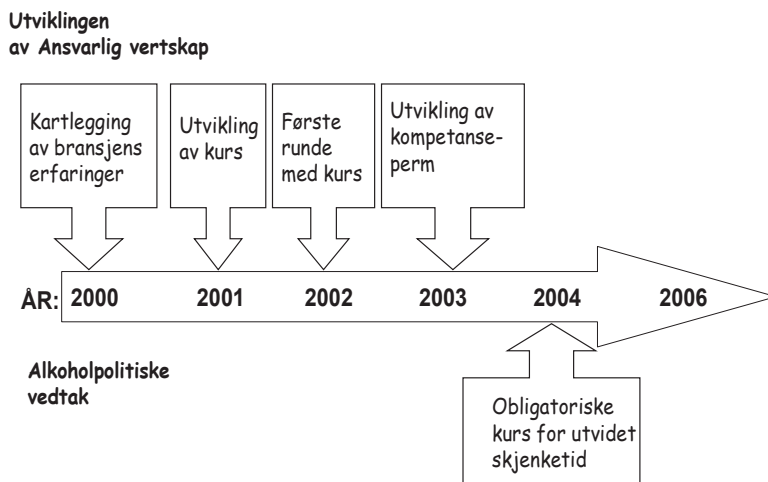 Utviklingen
av Ansvarlig vertskap
Kartlegging
av bransjens
erfaringer
Utvikling
av kurs
Første
runde
med kurs
Utvikling av
kompetanse-
perm
ÅR: 2000 2001 2002 2003 2004 2006
Alkoholpolitiske
vedtak
Obligatoriske
kurs for utvidet
skjenketid